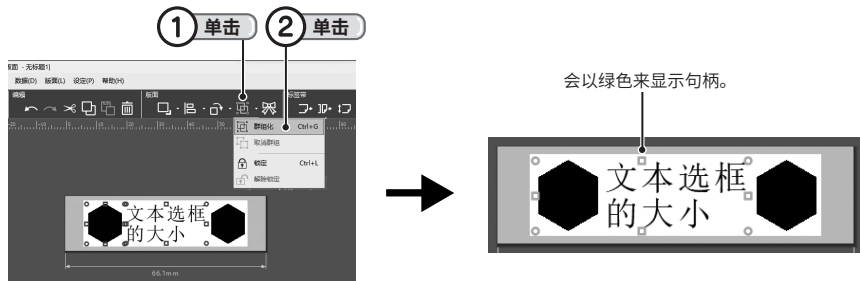 ① 单击
② 单击
版面 - 无标题1]
数据(D) 版面(L) 设定(P) 帮助(H)
编辑
版面
标签带
群组化 Ctrl+G
取消群组
锁定 Ctrl+L
解除锁定
文本选框
的大小
66.1mm
会以绿色来显示句柄。
文本选框
的大小